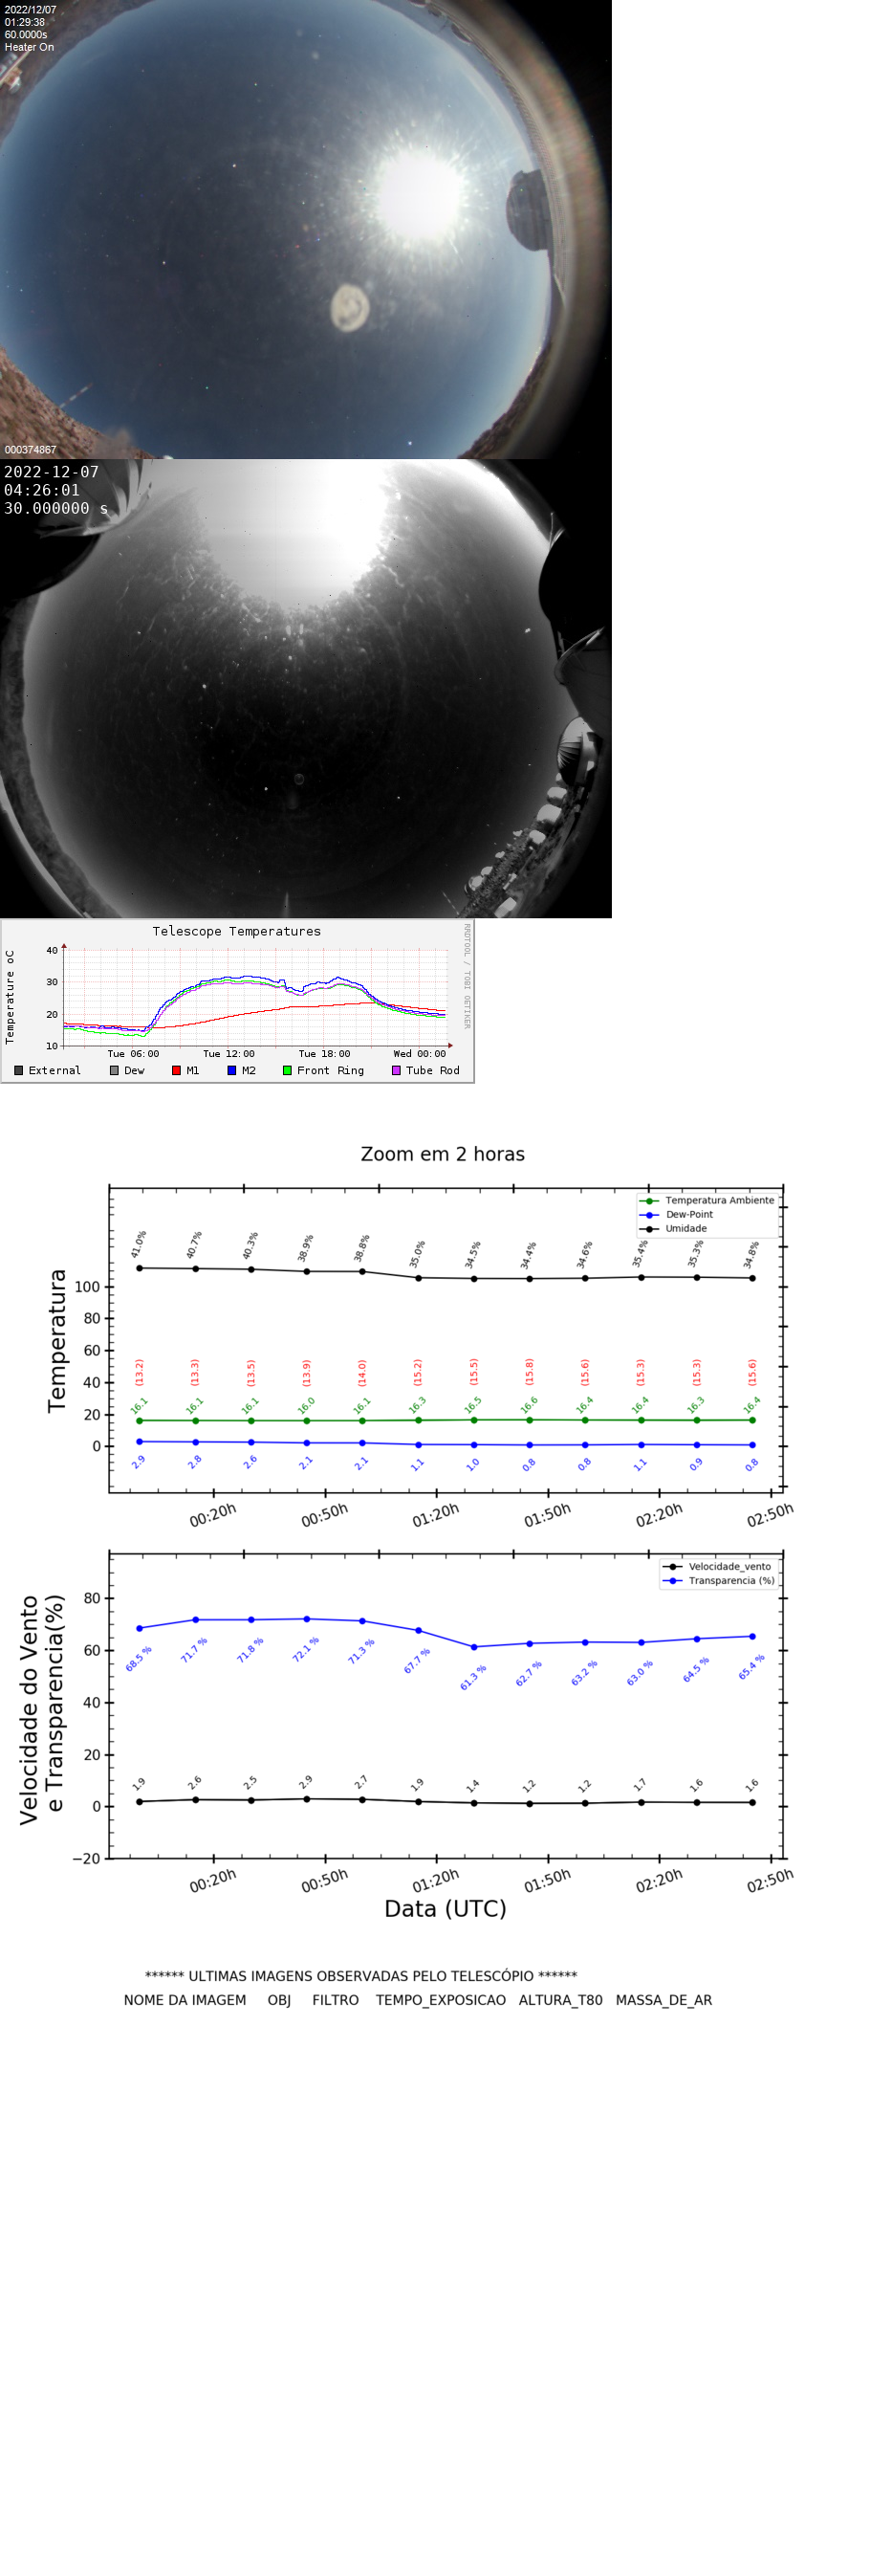 2022/12/07
01:29:38
60.0000s
Heater On
000374867
2022-12-07
04:26:01
30.000000 s
Telescope Temperatures
RRDTOOL / TOBI OETIKER
Temperature oC
40
30
20
10
Tue 06:00 Tue 12:00 Tue 18:00 Wed 00:00
External Dew M1 M2 Front Ring Tube Rod
Zoom em 2 horas
Temperatura Ambiente
Dew-Point
Umidade
Temperatura
100
80
60
40
20
0
41.0% 40.7% 40.3% 38.9% 38.8% 35.0% 34.5% 34.4% 34.6% 35.4% 35.3% 34.8%
(13.2) (13.3) (13.5) (13.9) (14.0) (15.2) (15.5) (15.8) (15.6) (15.3) (15.3) (15.6)
16.1 16.1 16.1 16.0 16.1 16.3 16.5 16.6 16.4 16.4 16.3 16.4
2.9 2.8 2.6 2.1 2.1 1.1 1.0 0.8 0.8 1.1 0.9 0.8
00:20h 00:50h 01:20h 01:50h 02:20h 02:50h
Velocidade_vento
Transparencia (%)
Velocidade do Vento
e Transparencia(%)
80
60
40
20
0
−20
68.5 % 71.7 % 71.8 % 72.1 % 71.3 % 67.7 % 61.3 % 62.7 % 63.2 % 63.0 % 64.5 % 65.4 %
1.9 2.6 2.5 2.9 2.7 1.9 1.4 1.2 1.2 1.7 1.6 1.6
00:20h 00:50h 01:20h 01:50h 02:20h 02:50h
Data (UTC)
****** ULTIMAS IMAGENS OBSERVADAS PELO TELESCÓPIO ******
NOME DA IMAGEM OBJ FILTRO TEMPO_EXPOSICAO ALTURA_T80 MASSA_DE_AR